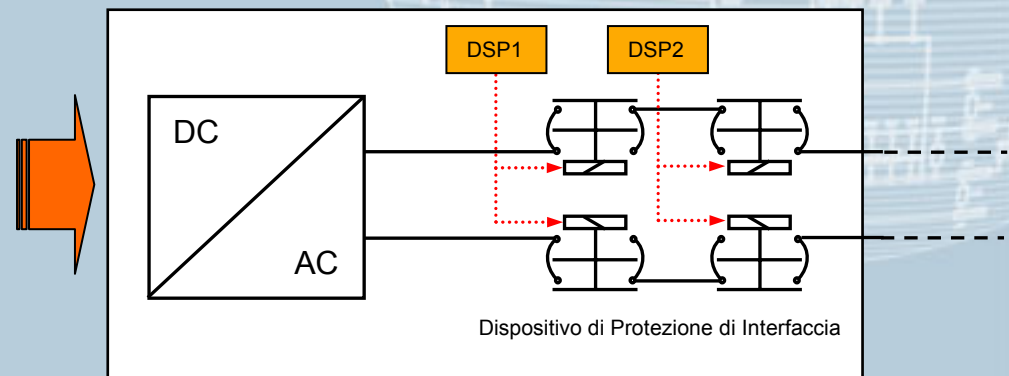 DSP1
DSP2
DC
AC
Dispositivo di Protezione di Interfaccia